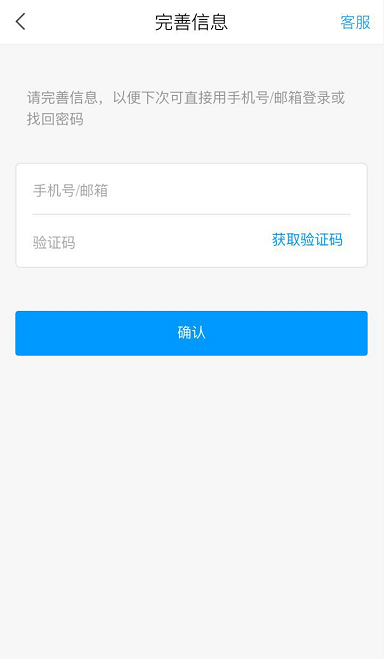 完善信息
客服
请完善信息，以便下次可直接用手机号/邮箱登录或
找回密码
手机号/邮箱
验证码
获取验证码
确认